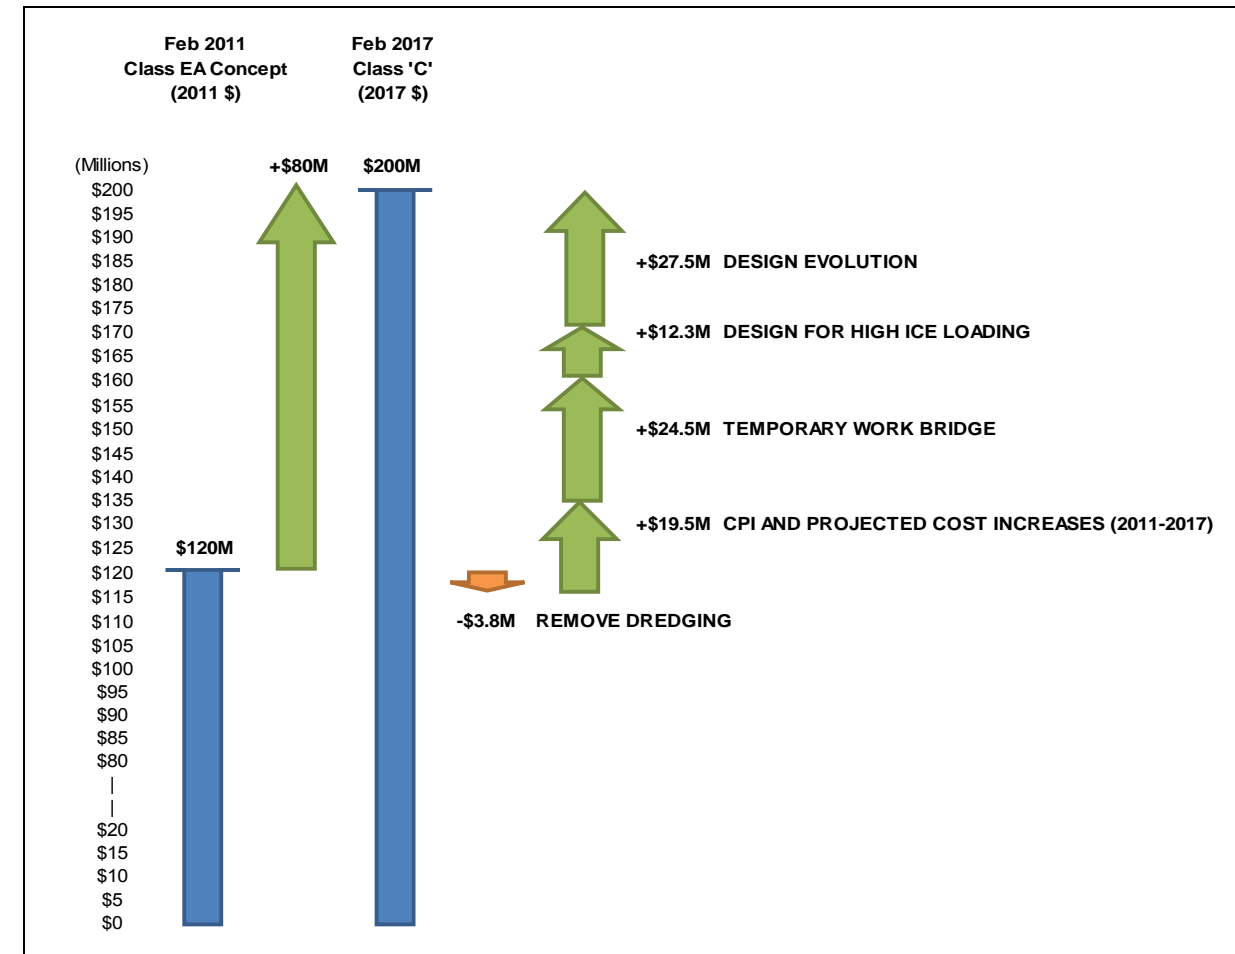 Feb 2011
Class EA Concept
(2011 $)
Feb 2017
Class 'C'
(2017 $)
(Millions)
+$80M
$200M
$200
$195
$190
$185
+$27.5M DESIGN EVOLUTION
$180
$175
$170
+$12.3M DESIGN FOR HIGH ICE LOADING
$165
$160
$155
$150
+$24.5M TEMPORARY WORK BRIDGE
$145
$140
$135
$130
+$19.5M CPI AND PROJECTED COST INCREASES (2011-2017)
$125
$120M
$120
$115
$110
-$3.8M REMOVE DREDGING
$105
$100
$95
$90
$85
$80
|
|
$20
$15
$10
$5
$0